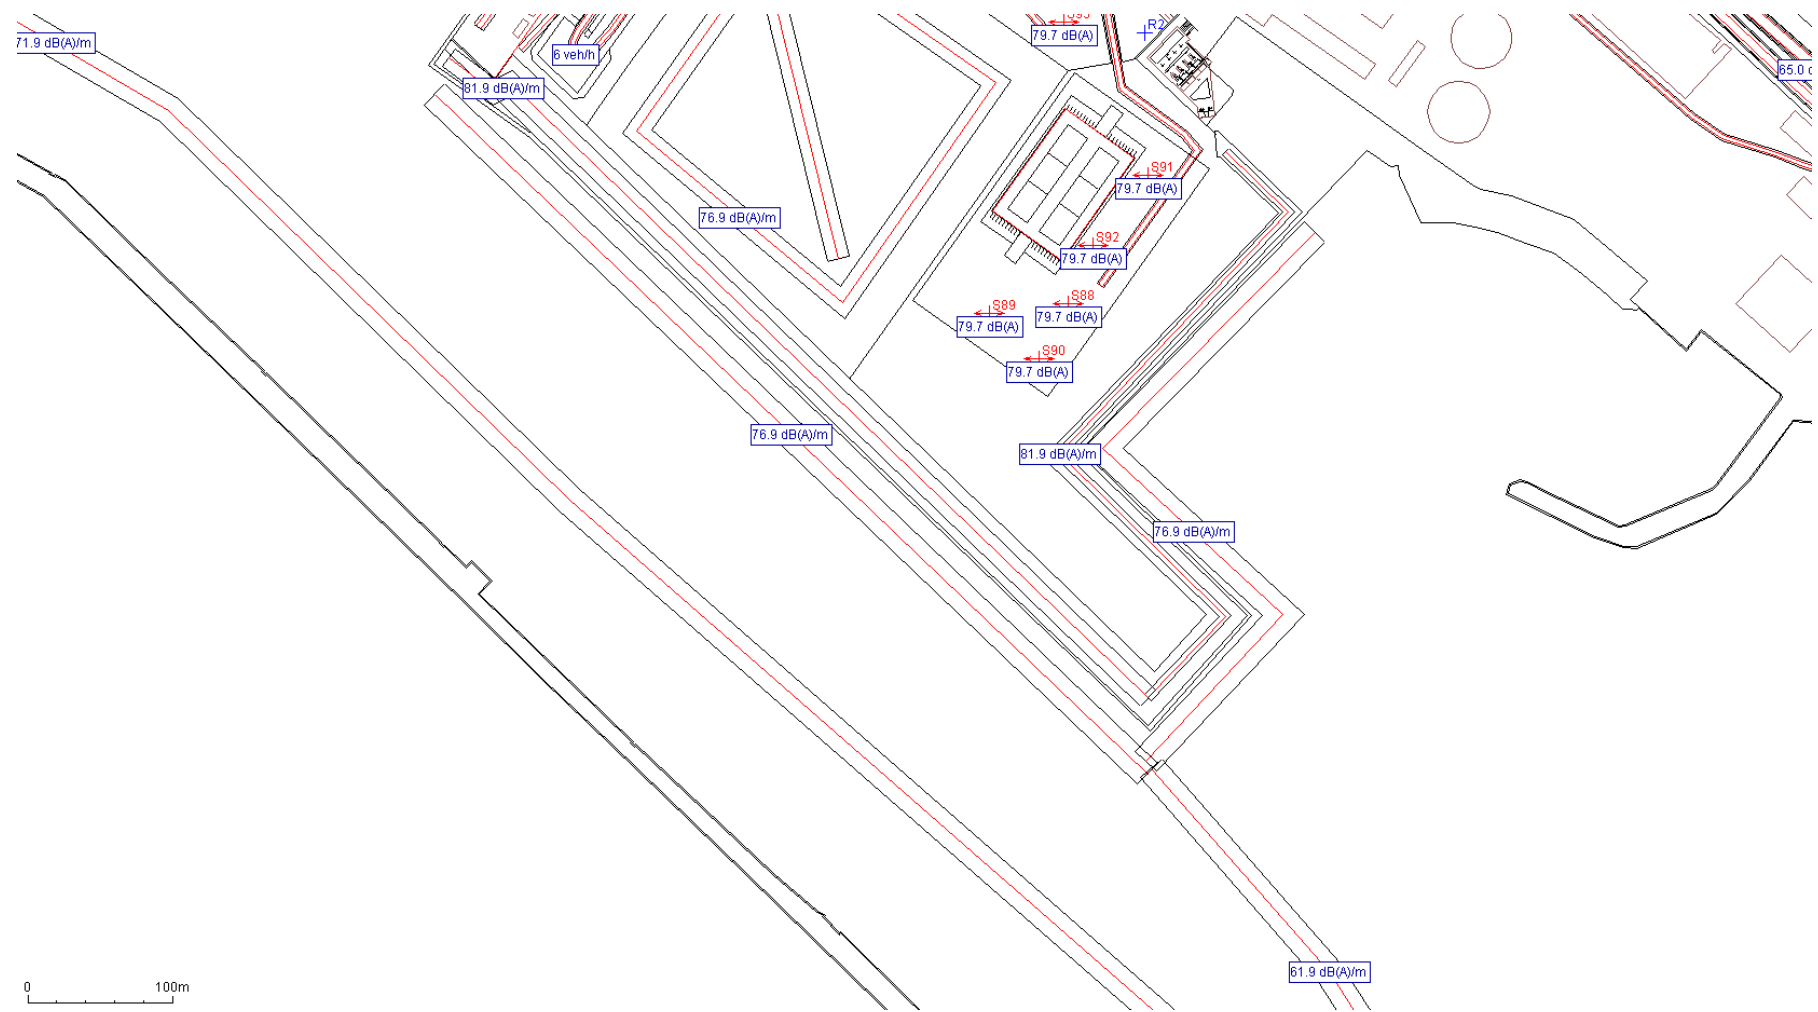 S93
R2
79.7 dB(A)
71.9 dB(A)/m
6 veh/h
65.0
81.9 dB(A)/m
S91
79.7 dB(A)
76.9 dB(A)/m
S92
79.7 dB(A)
S88
S89
79.7 dB(A)
79.7 dB(A)
S90
79.7 dB(A)
76.9 dB(A)/m
81.9 dB(A)/m
76.9 dB(A)/m
61.9 dB(A)/m
0 100m